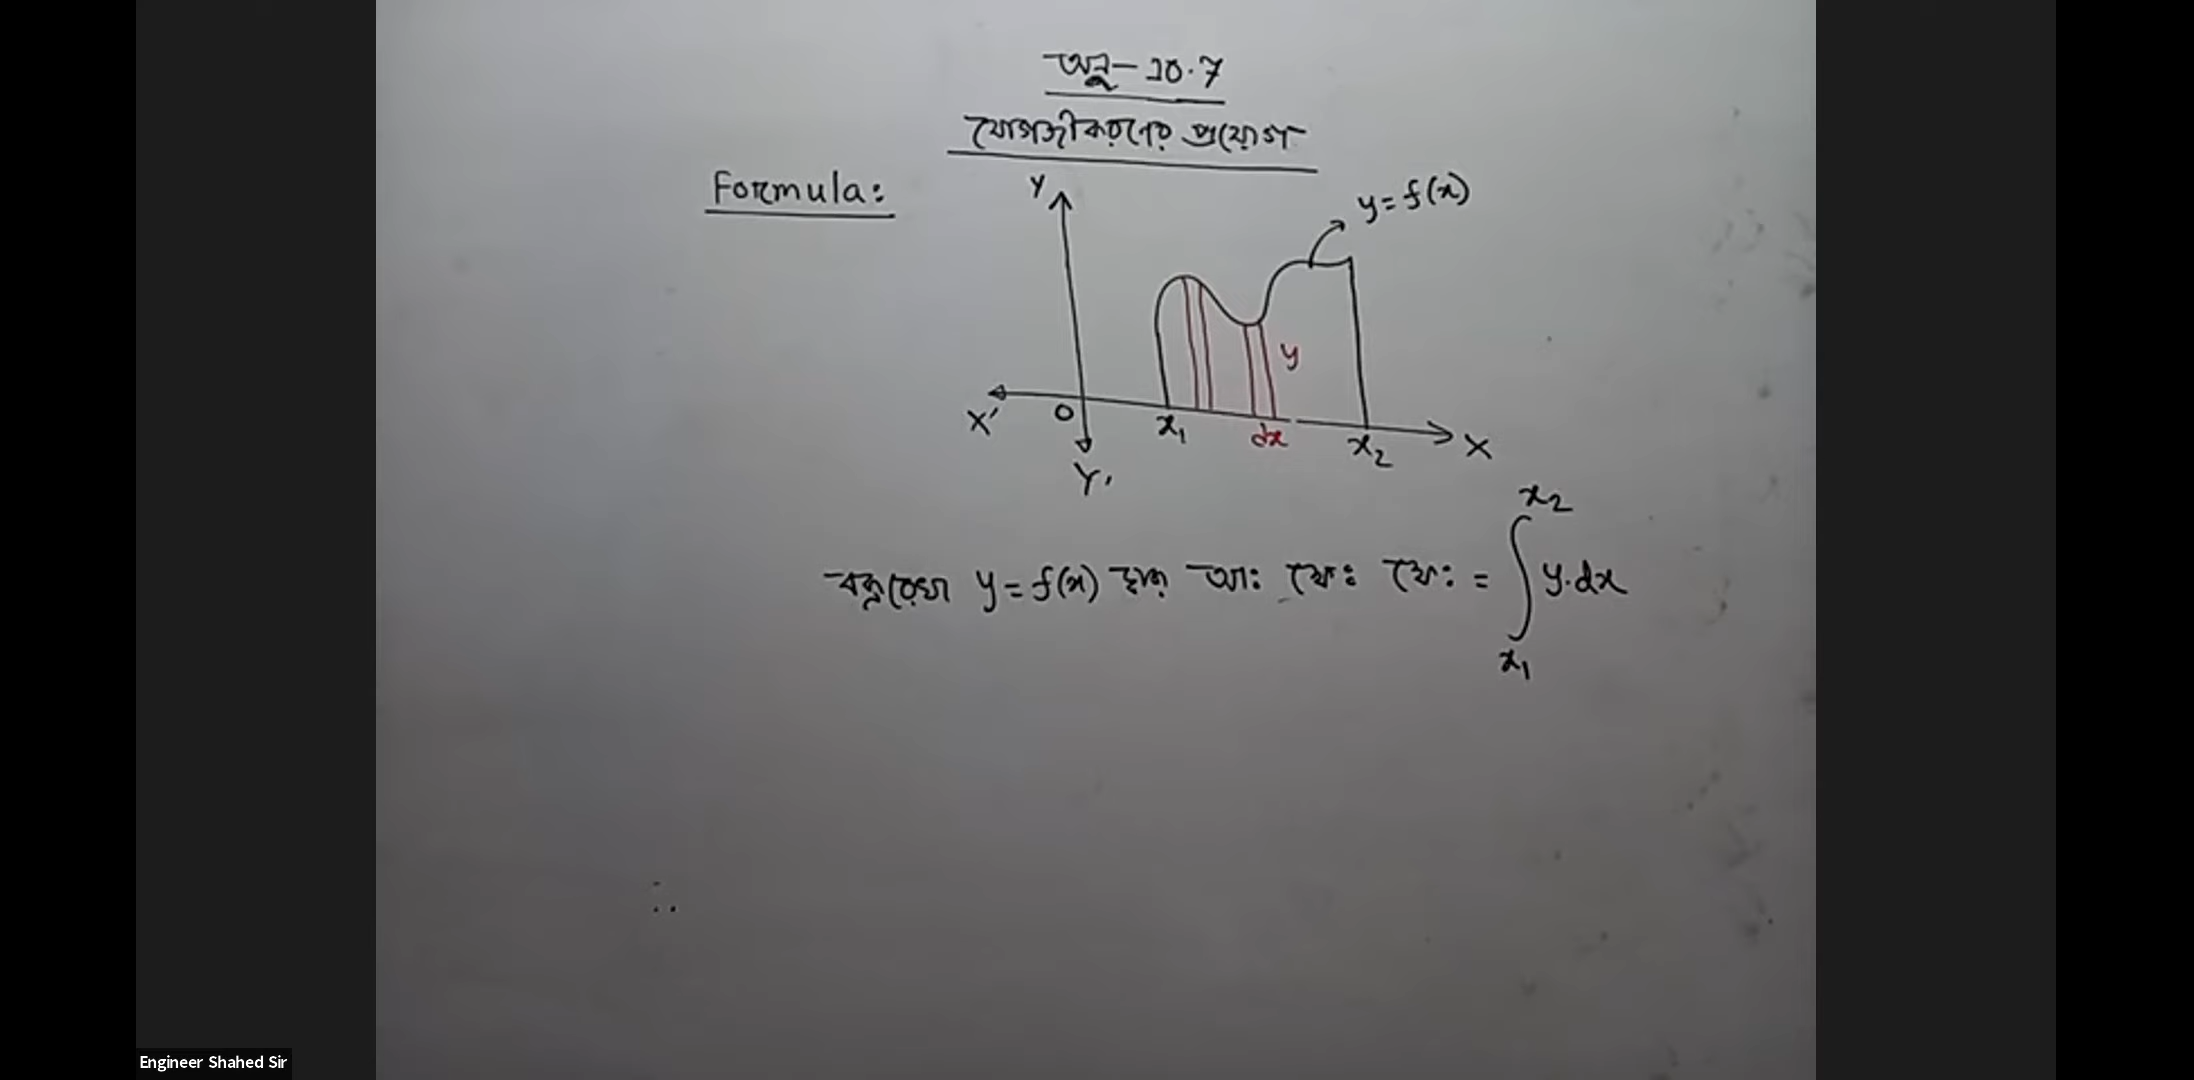 অনু-১০.৭
যোগজীকরণের প্রয়োগ
Formula:
Y
y = f(x)
y
X'
O
x₁
dx
x₂
X
Y'
বক্ররেখা y = f(x) হলে আঃ ক্ষেঃ ক্ষেঃ = ∫ y.dx
x₂
x₁
∴
Engineer Shahed Sir